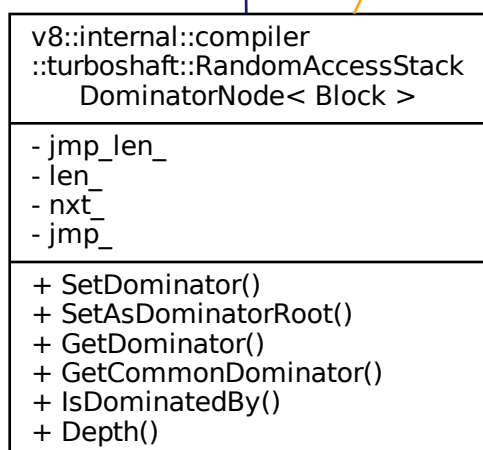 v8::internal::compiler
::turboshaft::RandomAccessStack
DominatorNode< Block >
- jmp_len_
- len_
- nxt_
- jmp_
+ SetDominator()
+ SetAsDominatorRoot()
+ GetDominator()
+ GetCommonDominator()
+ IsDominatedBy()
+ Depth()